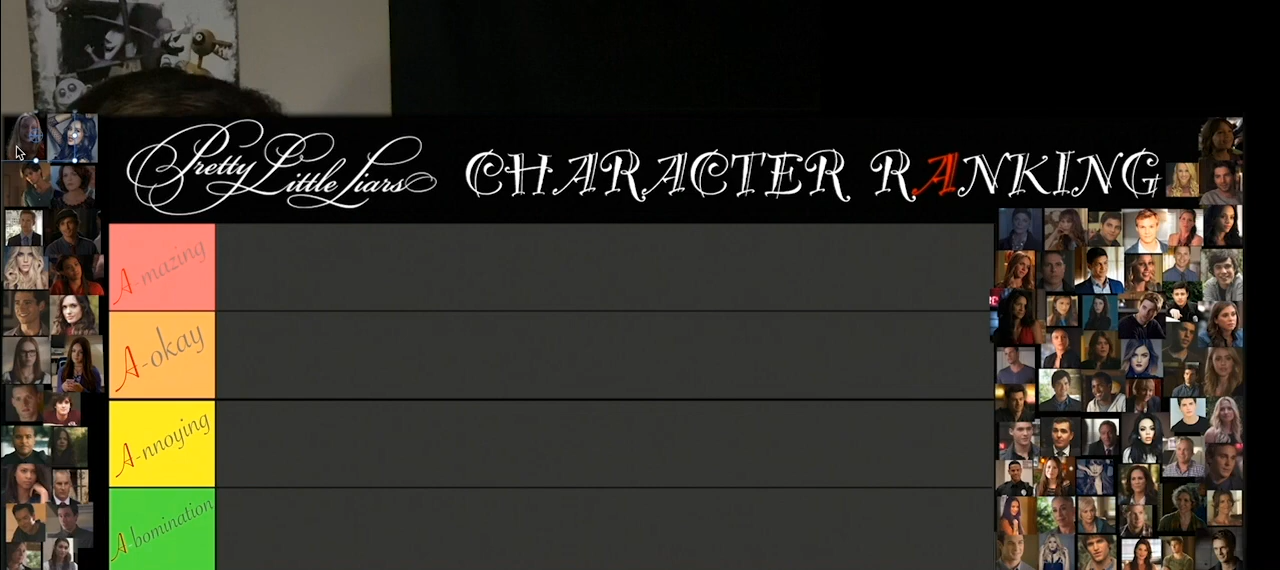 Pretty Little Liars CHARACTER RANKING
A-mazing
A-okay
A-nnoying
A-bomination